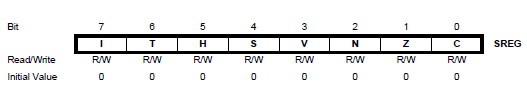 Bit 7 6 5 4 3 2 1 0
I T H S V N Z C SREG
Read/Write R/W R/W R/W R/W R/W R/W R/W R/W
Initial Value 0 0 0 0 0 0 0 0